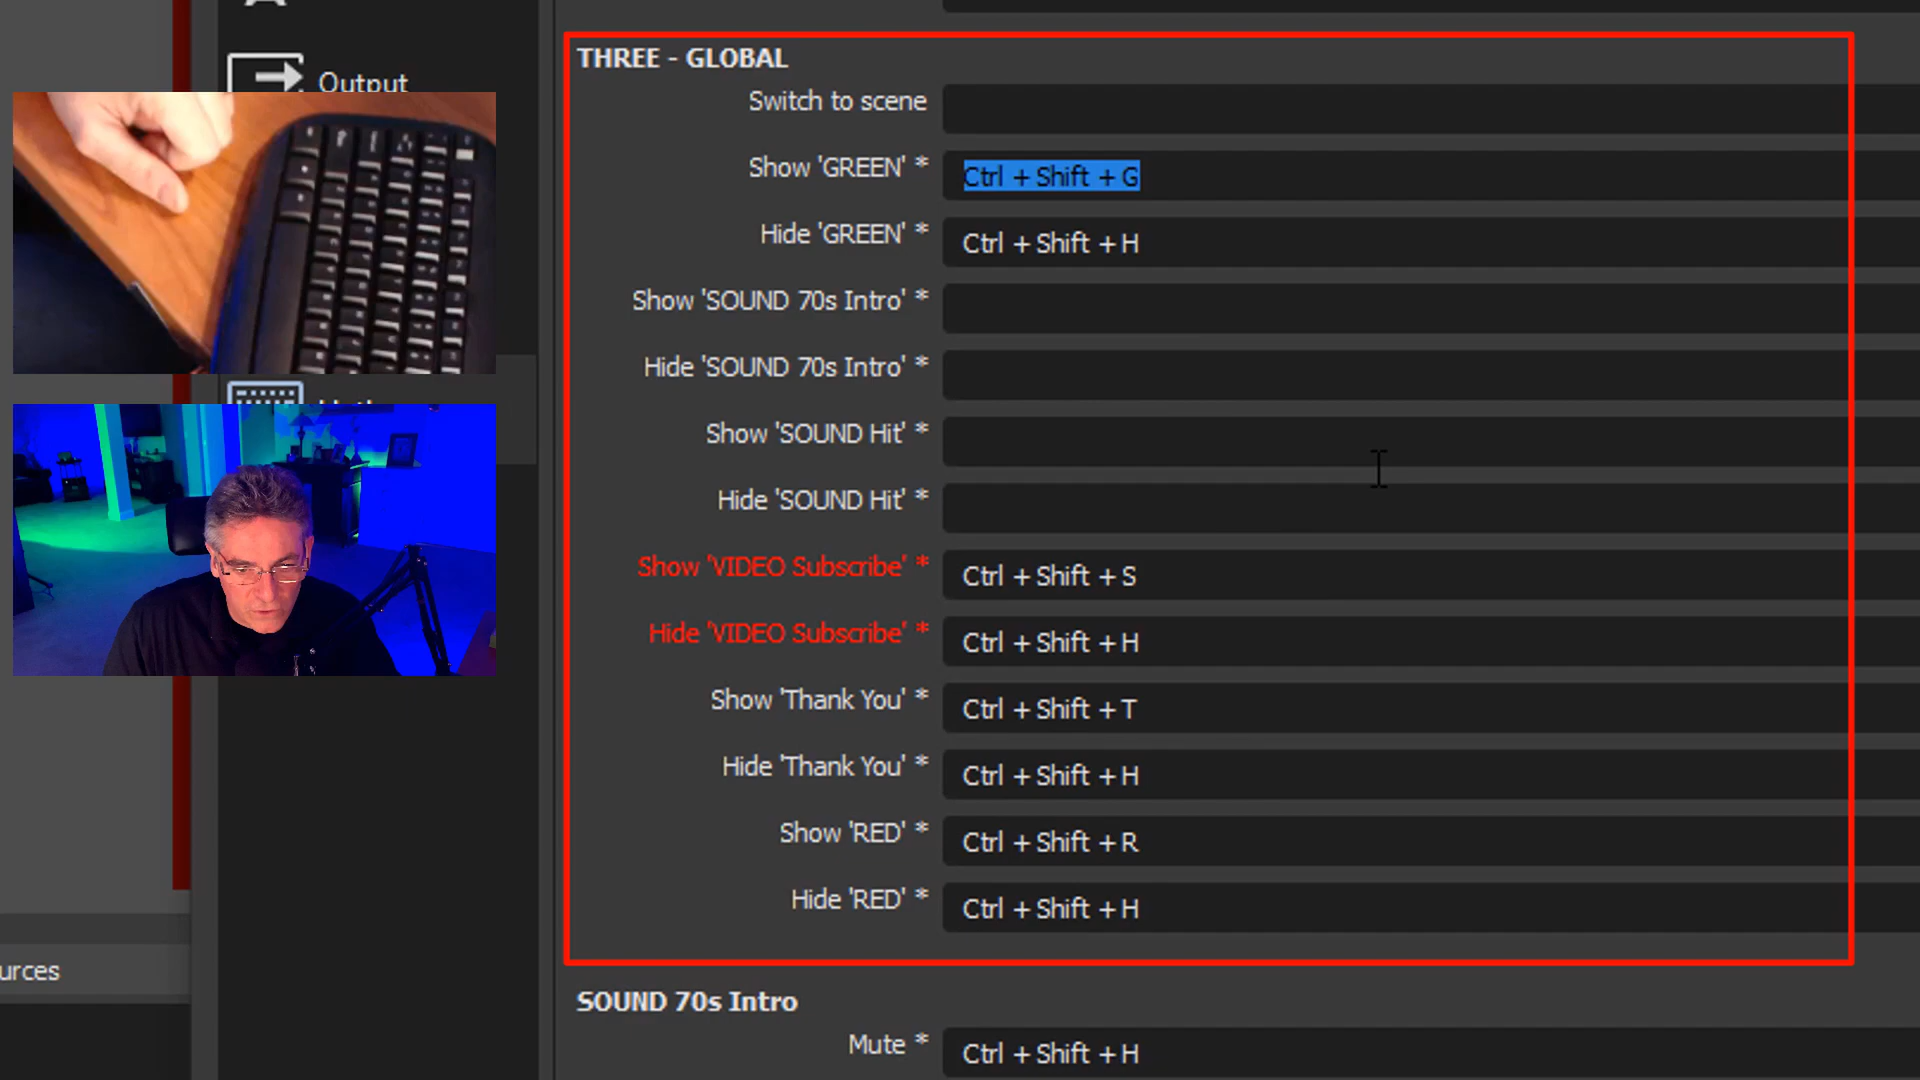 Output
THREE - GLOBAL
Switch to scene
Show 'GREEN' * Ctrl + Shift + G
Hide 'GREEN' * Ctrl + Shift + H
Show 'SOUND 70s Intro' *
Hide 'SOUND 70s Intro' *
Show 'SOUND Hit' *
Hide 'SOUND Hit' *
Show 'VIDEO Subscribe' * Ctrl + Shift + S
Hide 'VIDEO Subscribe' * Ctrl + Shift + H
Show 'Thank You' * Ctrl + Shift + T
Hide 'Thank You' * Ctrl + Shift + H
Show 'RED' * Ctrl + Shift + R
Hide 'RED' * Ctrl + Shift + H
urces
SOUND 70s Intro
Mute * Ctrl + Shift + H